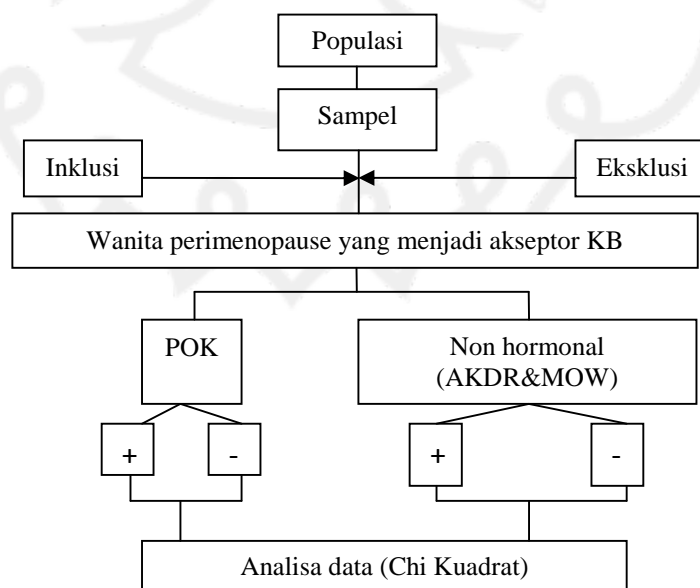 Populasi
Sampel
Inklusi
Eksklusi
Wanita perimenopause yang menjadi akseptor KB
POK
Non hormonal
(AKDR&MOW)
+
-
+
-
Analisa data (Chi Kuadrat)